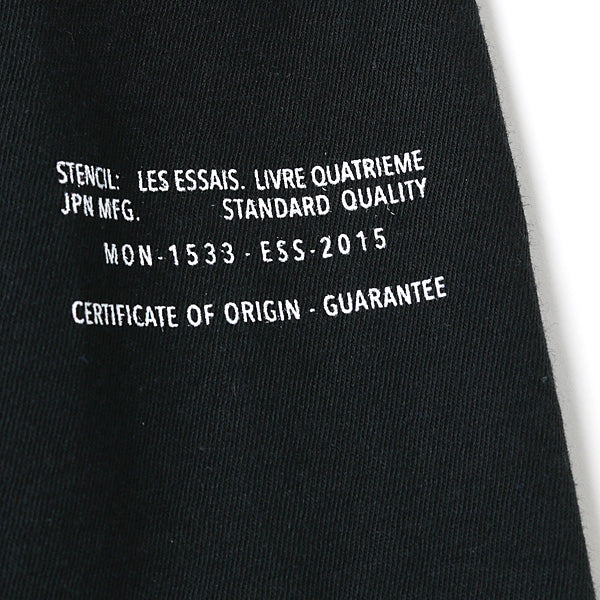 STENCIL: LES ESSAIS. LIVRE QUATRIEME
JPN MFG. STANDARD QUALITY
MON-1533-ESS-2015
CERTIFICATE OF ORIGIN - GUARANTEE